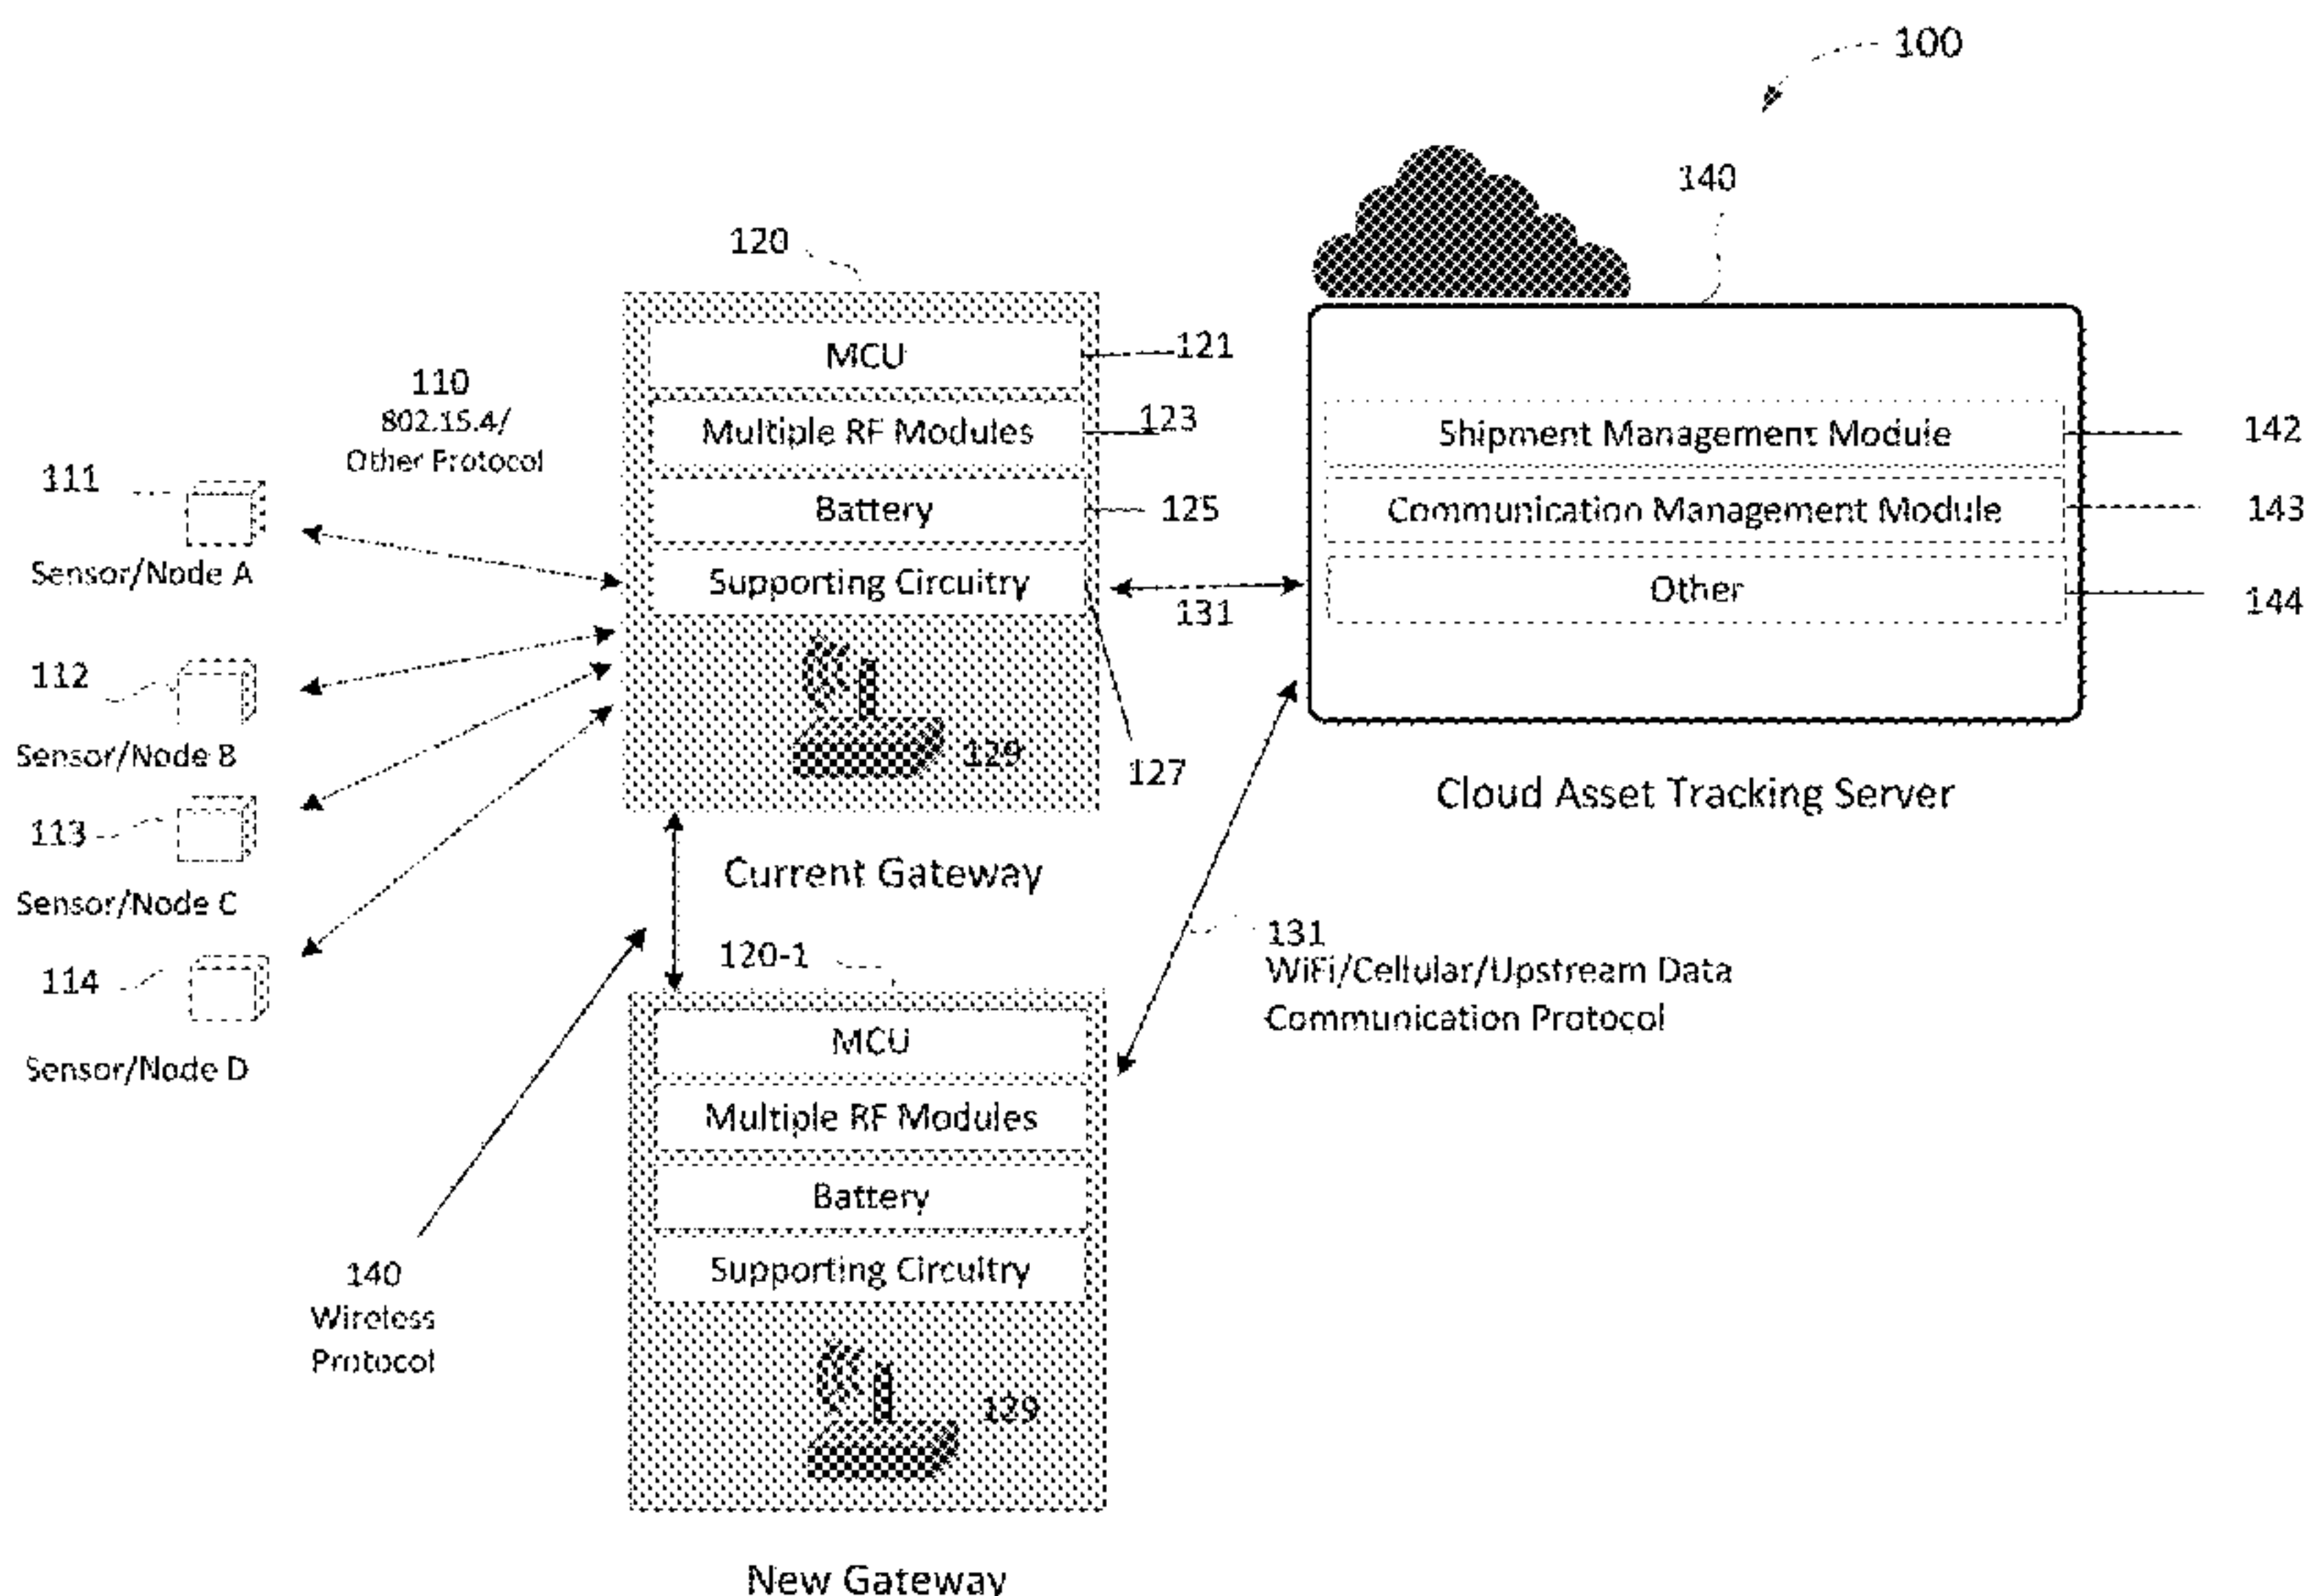 100
140
120
MCU
121
Multiple RF Modules
123
Battery
125
Supporting Circuitry
127
129
Current Gateway
110
802.15.4/
Other Protocol
111
Sensor/Node A
112
Sensor/Node B
113
Sensor/Node C
114
Sensor/Node D
131
Shipment Management Module
142
Communication Management Module
143
Other
144
Cloud Asset Tracking Server
131
WiFi/Cellular/Upstream Data
Communication Protocol
120-1
MCU
Multiple RF Modules
Battery
Supporting Circuitry
129
140
Wireless
Protocol
New Gateway